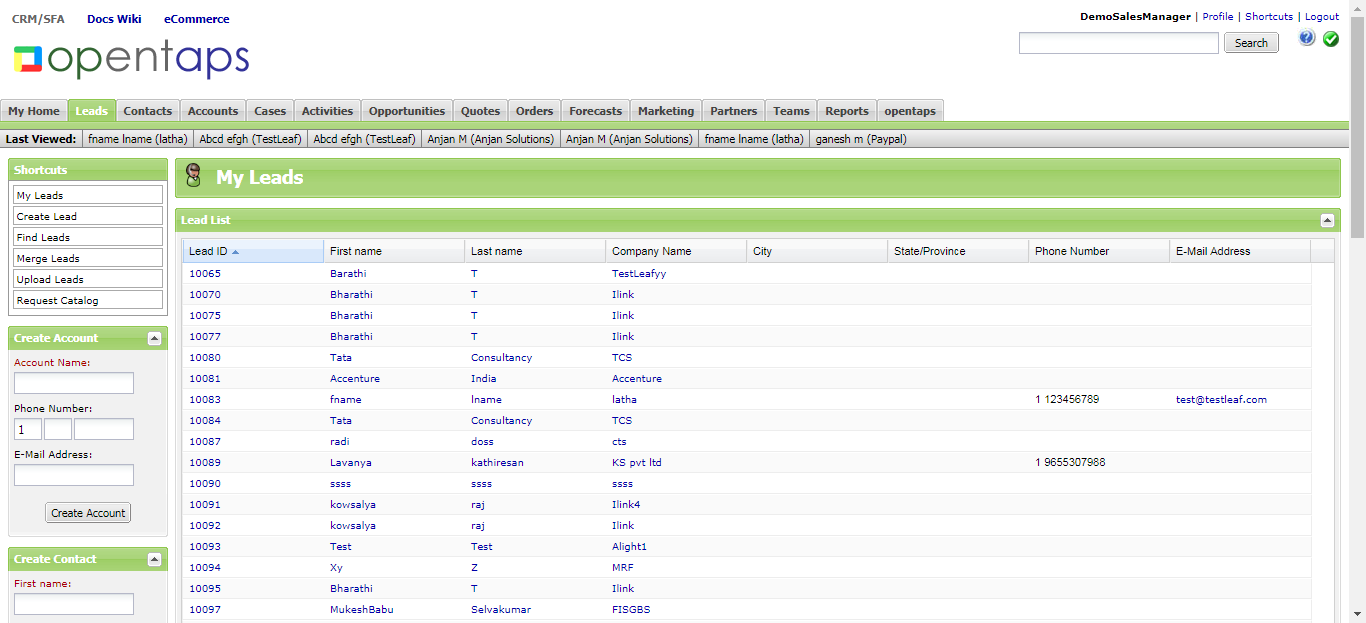 CRM/SFA Docs Wiki eCommerce
DemoSalesManager | Profile | Shortcuts | Logout
opentaps
Search
My Home Leads Contacts Accounts Cases Activities Opportunities Quotes Orders Forecasts Marketing Partners Teams Reports opentaps
Last Viewed: fname lname (latha) Abcd efgh (TestLeaf) Abcd efgh (TestLeaf) Anjan M (Anjan Solutions) Anjan M (Anjan Solutions) fname lname (latha) ganesh m (Paypal)
Shortcuts
My Leads
Create Lead
Find Leads
Merge Leads
Upload Leads
Request Catalog
Create Account
Account Name:
Phone Number:
1
E-Mail Address:
Create Account
Create Contact
First name:
My Leads
Lead List
Lead ID First name Last name Company Name City State/Province Phone Number E-Mail Address
10065 Barathi T TestLeafyy
10070 Bharathi T Ilink
10075 Bharathi T Ilink
10077 Bharathi T Ilink
10080 Tata Consultancy TCS
10081 Accenture India Accenture
10083 fname lname latha 1 123456789 test@testleaf.com
10084 Tata Consultancy TCS
10087 radi doss cts
10089 Lavanya kathiresan KS pvt ltd 1 9655307988
10090 ssss ssss ssss
10091 kowsalya raj Ilink4
10092 kowsalya raj Ilink
10093 Test Test Alight1
10094 Xy Z MRF
10095 Bharathi T Ilink
10097 MukeshBabu Selvakumar FISGBS